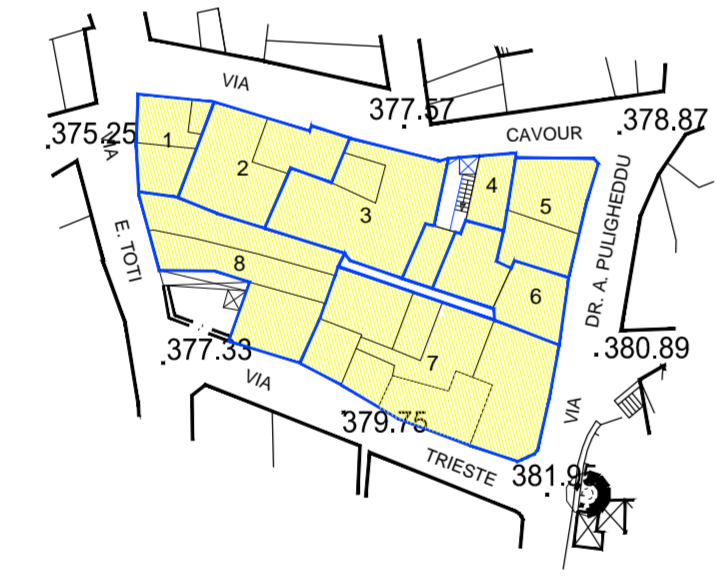 VIA
377.57
378.87
.375.25
VIA
CAVOUR
1
2
3
4
5
6
7
8
E. TOTI
DR. A. PULIGHEDDU
VIA
377.33
380.89
VIA
379.75
TRIESTE
381.95